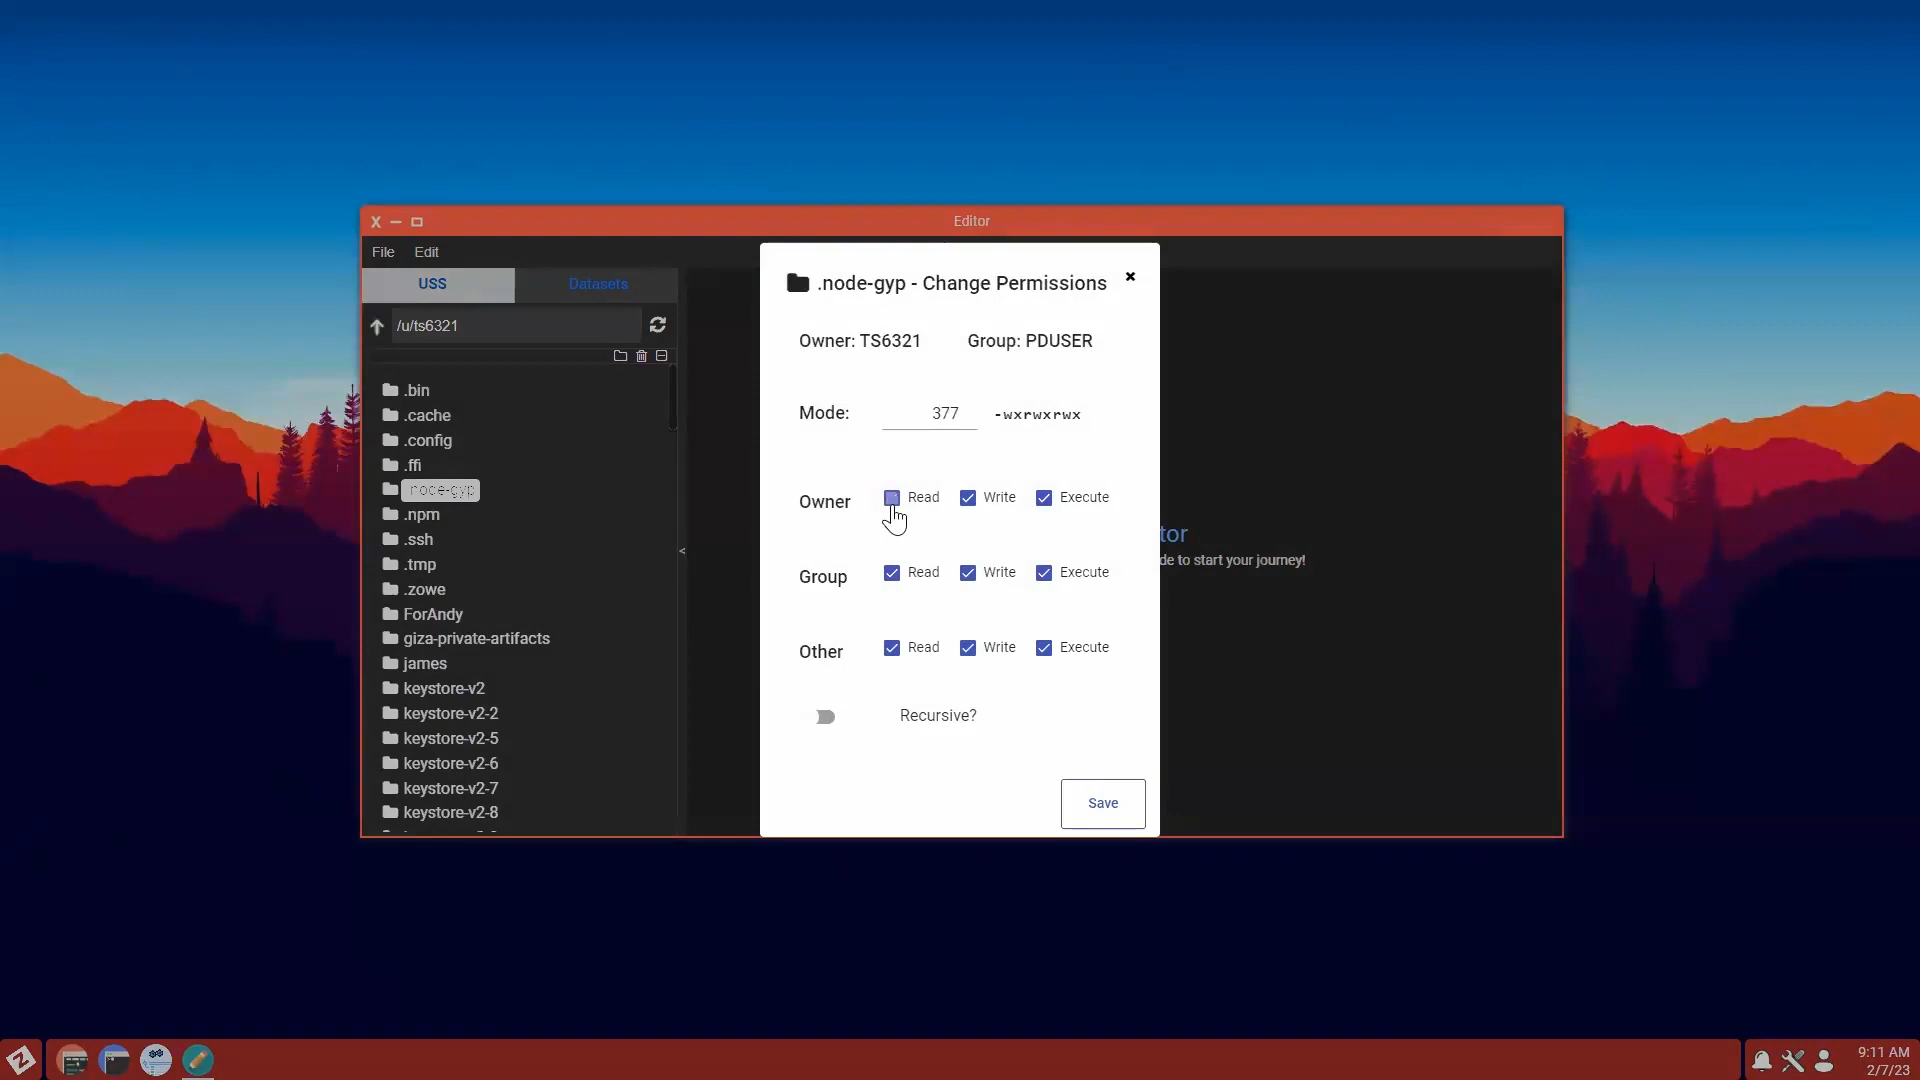 Editor
File Edit
USS Datasets
/u/ts6321
.bin
.cache
.config
.ffi
.node-gyp
.npm
.ssh
.tmp
.zowe
ForAndy
giza-private-artifacts
james
keystore-v2
keystore-v2-2
keystore-v2-5
keystore-v2-6
keystore-v2-7
keystore-v2-8
.node-gyp - Change Permissions
Owner: TS6321 Group: PDUSER
Mode: 377 -wxrwxrwx
Owner Read Write Execute
Group Read Write Execute
Other Read Write Execute
Recursive?
Save
tor
de to start your journey!
9:11 AM
2/7/23